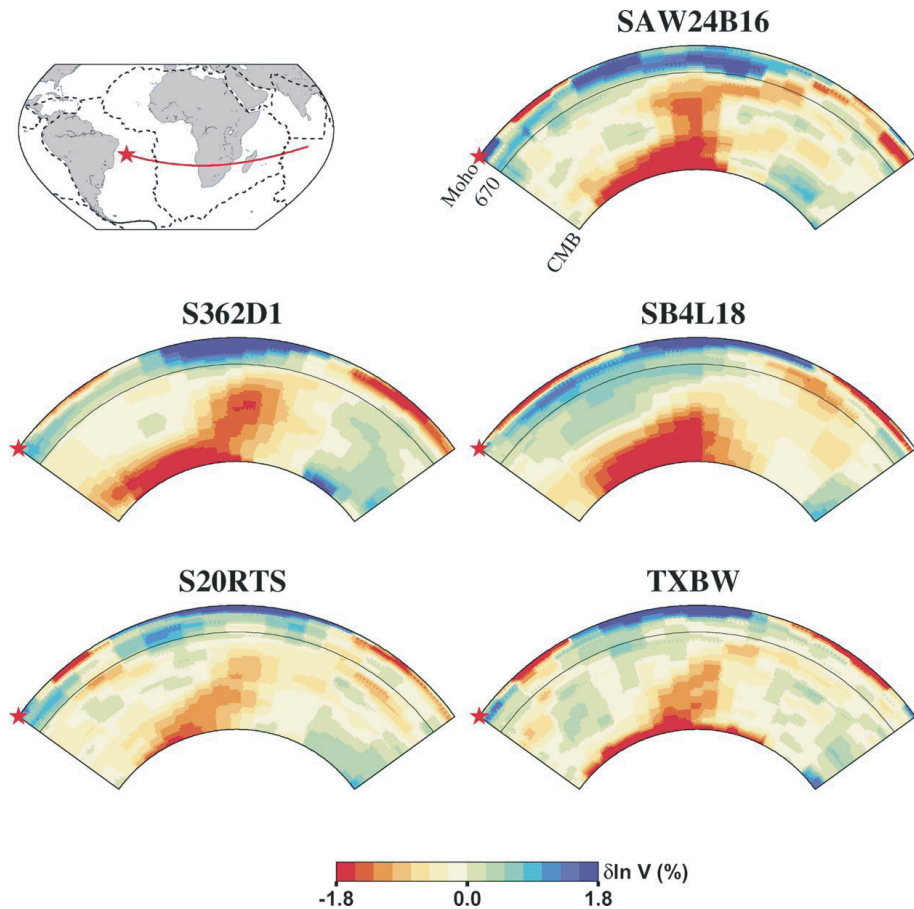 SAW24B16
Moho
670
CMB
S362D1
SB4L18
S20RTS
TXBW
δln V (%)
-1.8
0.0
1.8